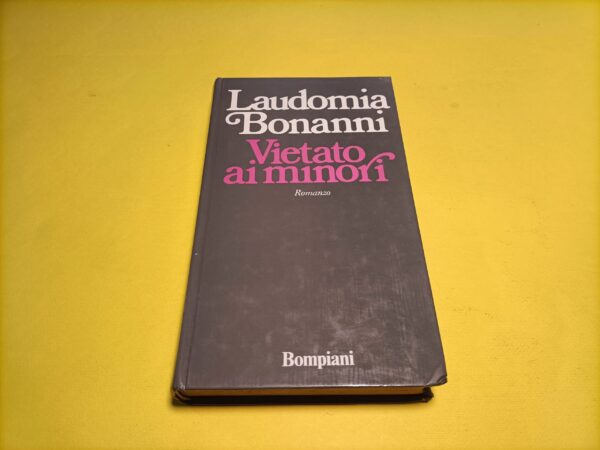 Laudomia
Bonanni
Vietato
ai minori
Romanzo
Bompiani